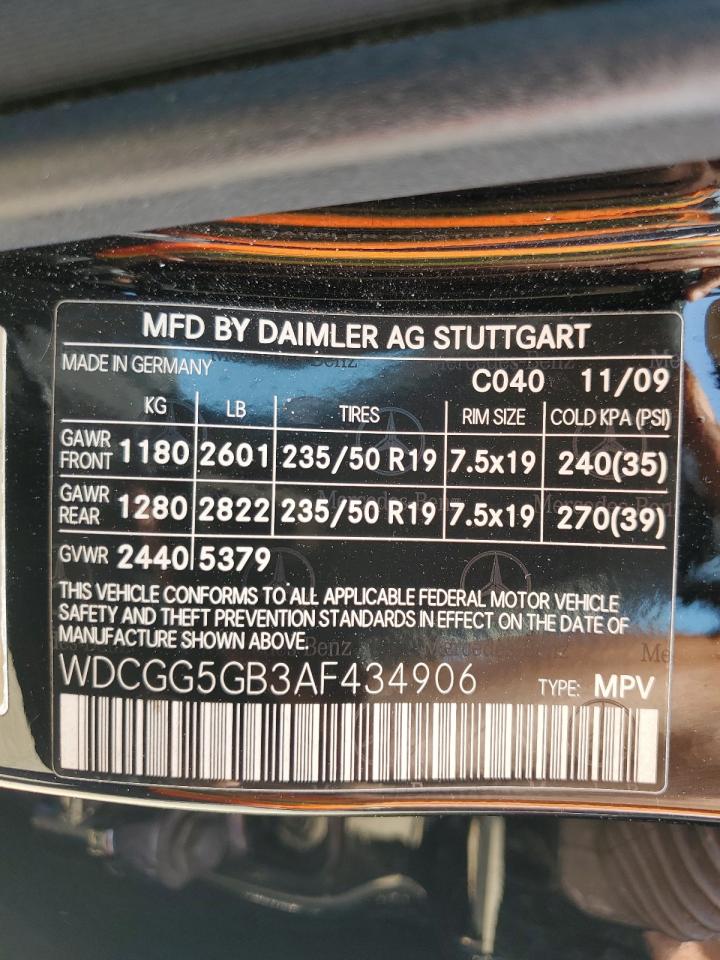 MFD BY DAIMLER AG STUTTGART
MADE IN GERMANY
C040 11/09
KG LB TIRES RIM SIZE COLD KPA (PSI)
GAWR FRONT 1180 2601 235/50 R19 7.5x19 240(35)
GAWR REAR 1280 2822 235/50 R19 7.5x19 270(39)
GVWR 2440 5379
THIS VEHICLE CONFORMS TO ALL APPLICABLE FEDERAL MOTOR VEHICLE
SAFETY AND THEFT PREVENTION STANDARDS IN EFFECT ON THE DATE OF
MANUFACTURE SHOWN ABOVE.
WDCGG5GB3AF434906 TYPE: MPV